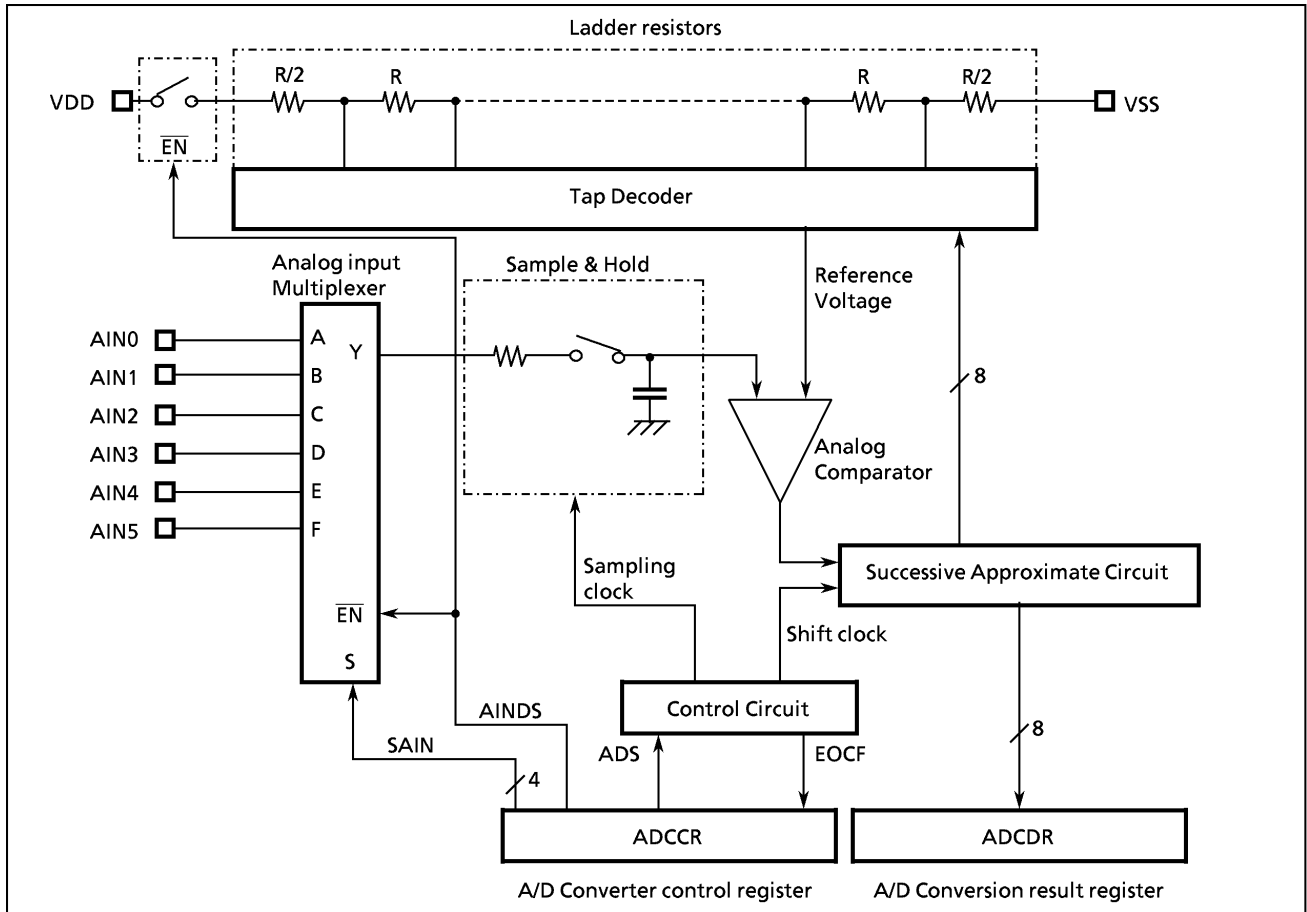 Ladder resistors
VDD
R/2
R
R
R/2
VSS
EN
Tap Decoder
Analog input
Multiplexer
Sample & Hold
Reference
Voltage
AIN0
AIN1
AIN2
AIN3
AIN4
AIN5
A
B
C
D
E
F
Y
EN
S
8
Analog
Comparator
Sampling
clock
Successive Approximate Circuit
Shift clock
Control Circuit
AINDS
SAIN
4
ADS
EOCF
8
ADCCR
ADCDR
A/D Converter control register
A/D Conversion result register